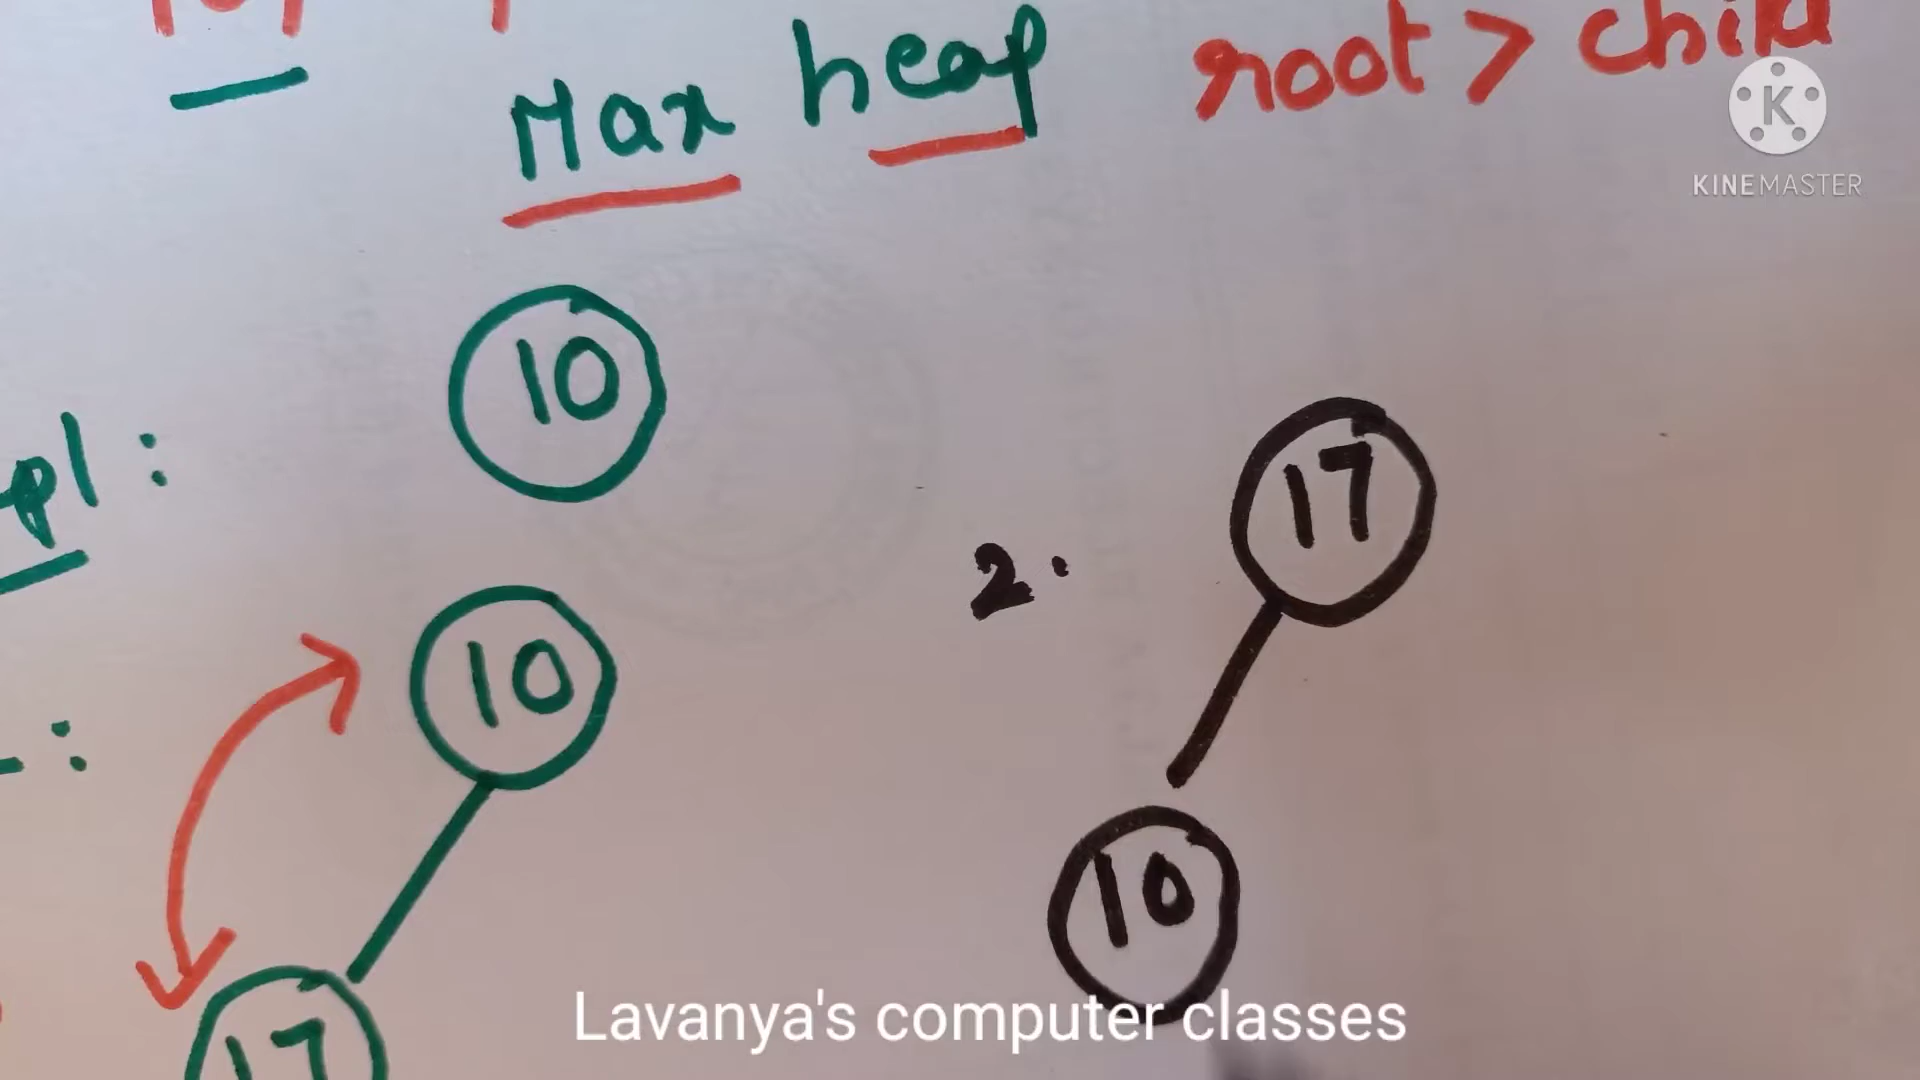 Max heap root > child
10
pl :
17
2.
10
10
17
KINEMASTER
Lavanya's computer classes